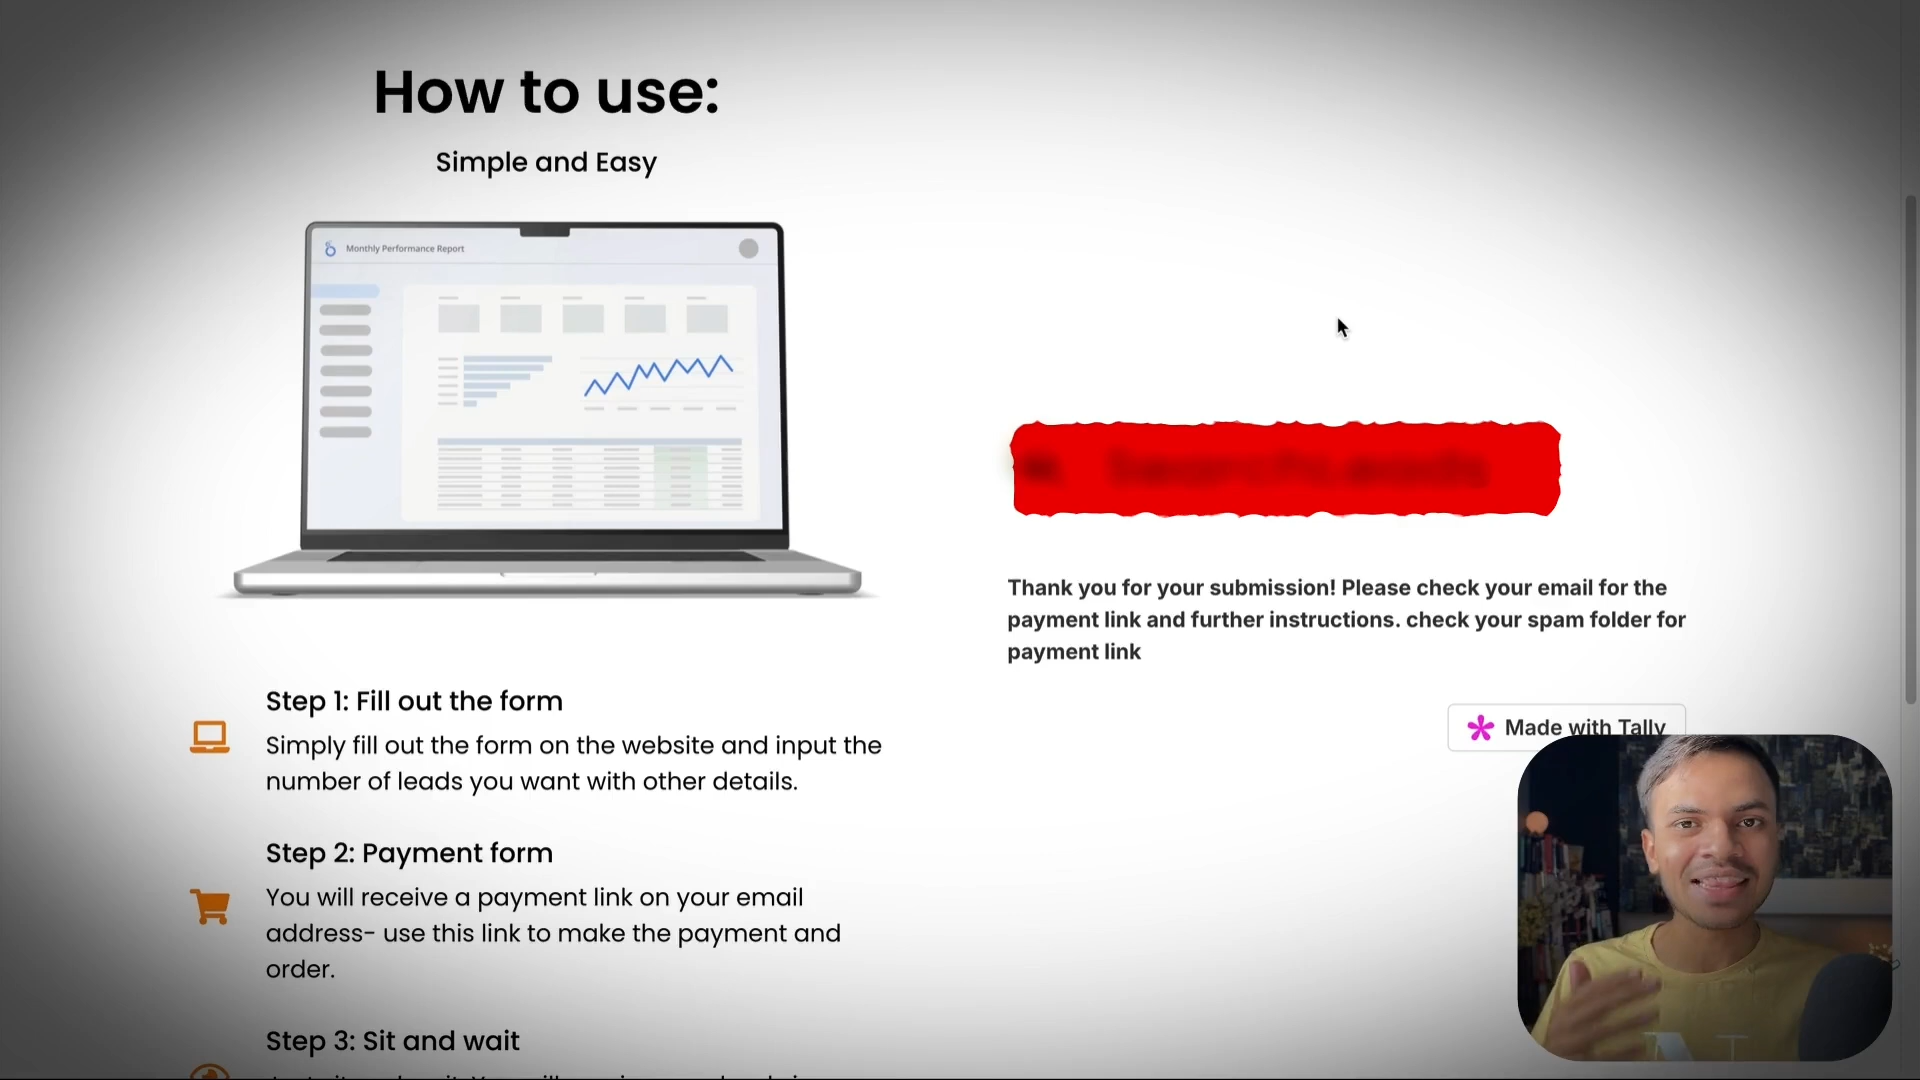 How to use:
Simple and Easy
Monthly Performance Report
SearchLeads
Thank you for your submission! Please check your email for the
payment link and further instructions. check your spam folder for
payment link
Made with Tally
Step 1: Fill out the form
Simply fill out the form on the website and input the
number of leads you want with other details.
Step 2: Payment form
You will receive a payment link on your email
address- use this link to make the payment and
order.
Step 3: Sit and wait